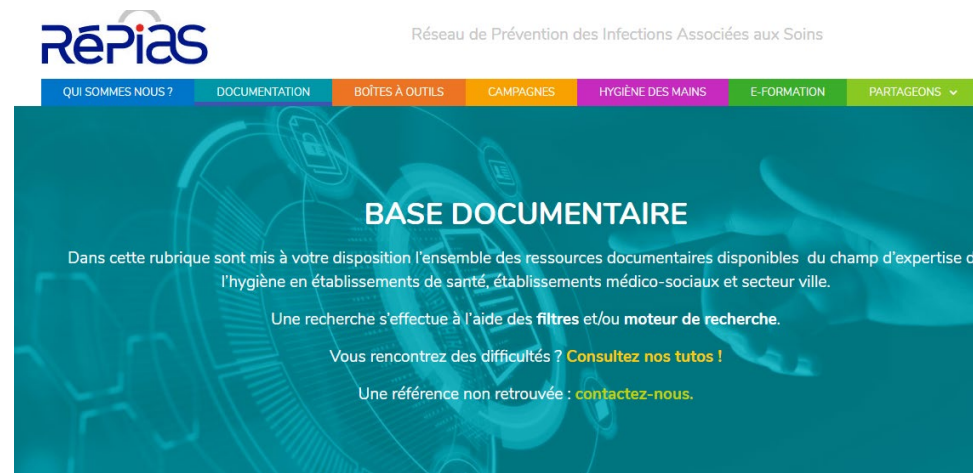 RéPias
Réseau de Prévention des Infections Associées aux Soins
QUI SOMMES NOUS ?
DOCUMENTATION
BOÎTES À OUTILS
CAMPAGNES
HYGIÈNE DES MAINS
E-FORMATION
PARTAGEONS
BASE DOCUMENTAIRE
Dans cette rubrique sont mis à votre disposition l'ensemble des ressources documentaires disponibles du champ d'expertise d
l'hygiène en établissements de santé, établissements médico-sociaux et secteur ville.
Une recherche s'effectue à l'aide des filtres et/ou moteur de recherche.
Vous rencontrez des difficultés ? Consultez nos tutos !
Une référence non retrouvée : contactez-nous.